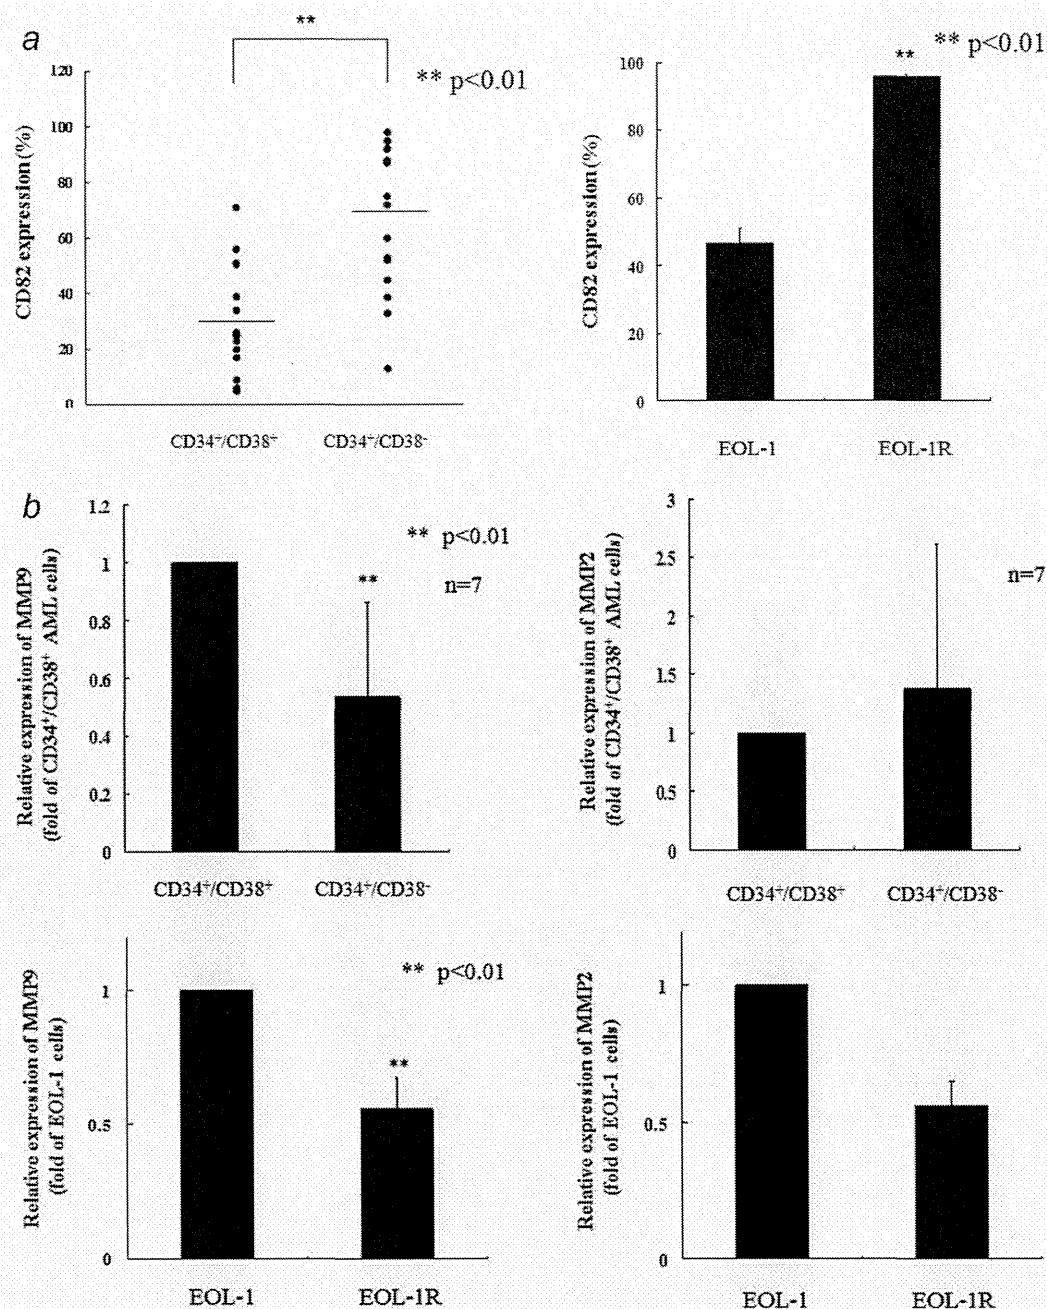 a
**
** p<0.01
120
100
80
60
40
20
0
CD82 expression (%)
CD34⁺/CD38⁺
CD34⁺/CD38⁻
** p<0.01
**
100
80
60
40
20
0
CD82 expression (%)
EOL-1
EOL-1R
b
1.2
1
0.8
0.6
0.4
0.2
0
Relative expression of MMP9
(fold of CD34⁺/CD38⁺ AML cells)
** p<0.01
n=7
**
CD34⁺/CD38⁺
CD34⁺/CD38⁻
3
2.5
2
1.5
1
0.5
0
Relative expression of MMP2
(fold of CD34⁺/CD38⁺ AML cells)
n=7
CD34⁺/CD38⁺
CD34⁺/CD38⁻
1
0.5
0
Relative expression of MMP9
(fold of EOL-1 cells)
** p<0.01
**
EOL-1
EOL-1R
1
0.5
0
Relative expression of MMP2
(fold of EOL-1 cells)
EOL-1
EOL-1R